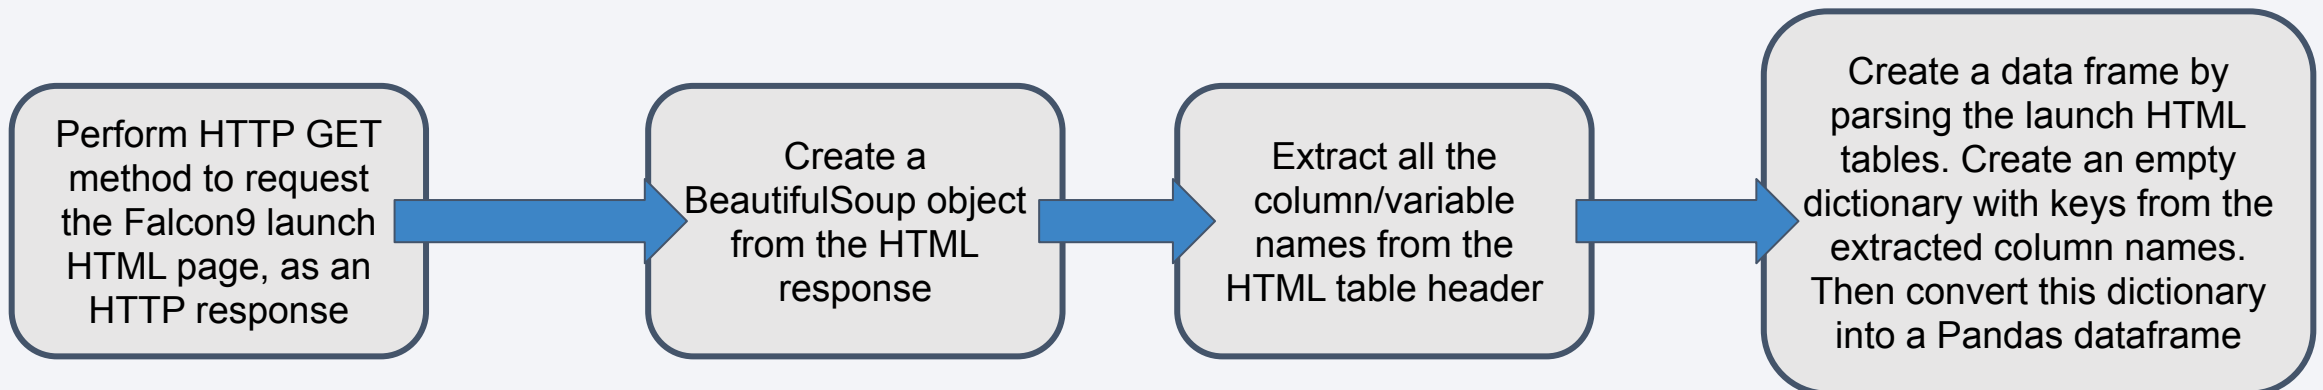 Perform HTTP GET
method to request
the Falcon9 launch
HTML page, as an
HTTP response
Create a
BeautifulSoup object
from the HTML
response
Extract all the
column/variable
names from the
HTML table header
Create a data frame by
parsing the launch HTML
tables. Create an empty
dictionary with keys from the
extracted column names.
Then convert this dictionary
into a Pandas dataframe